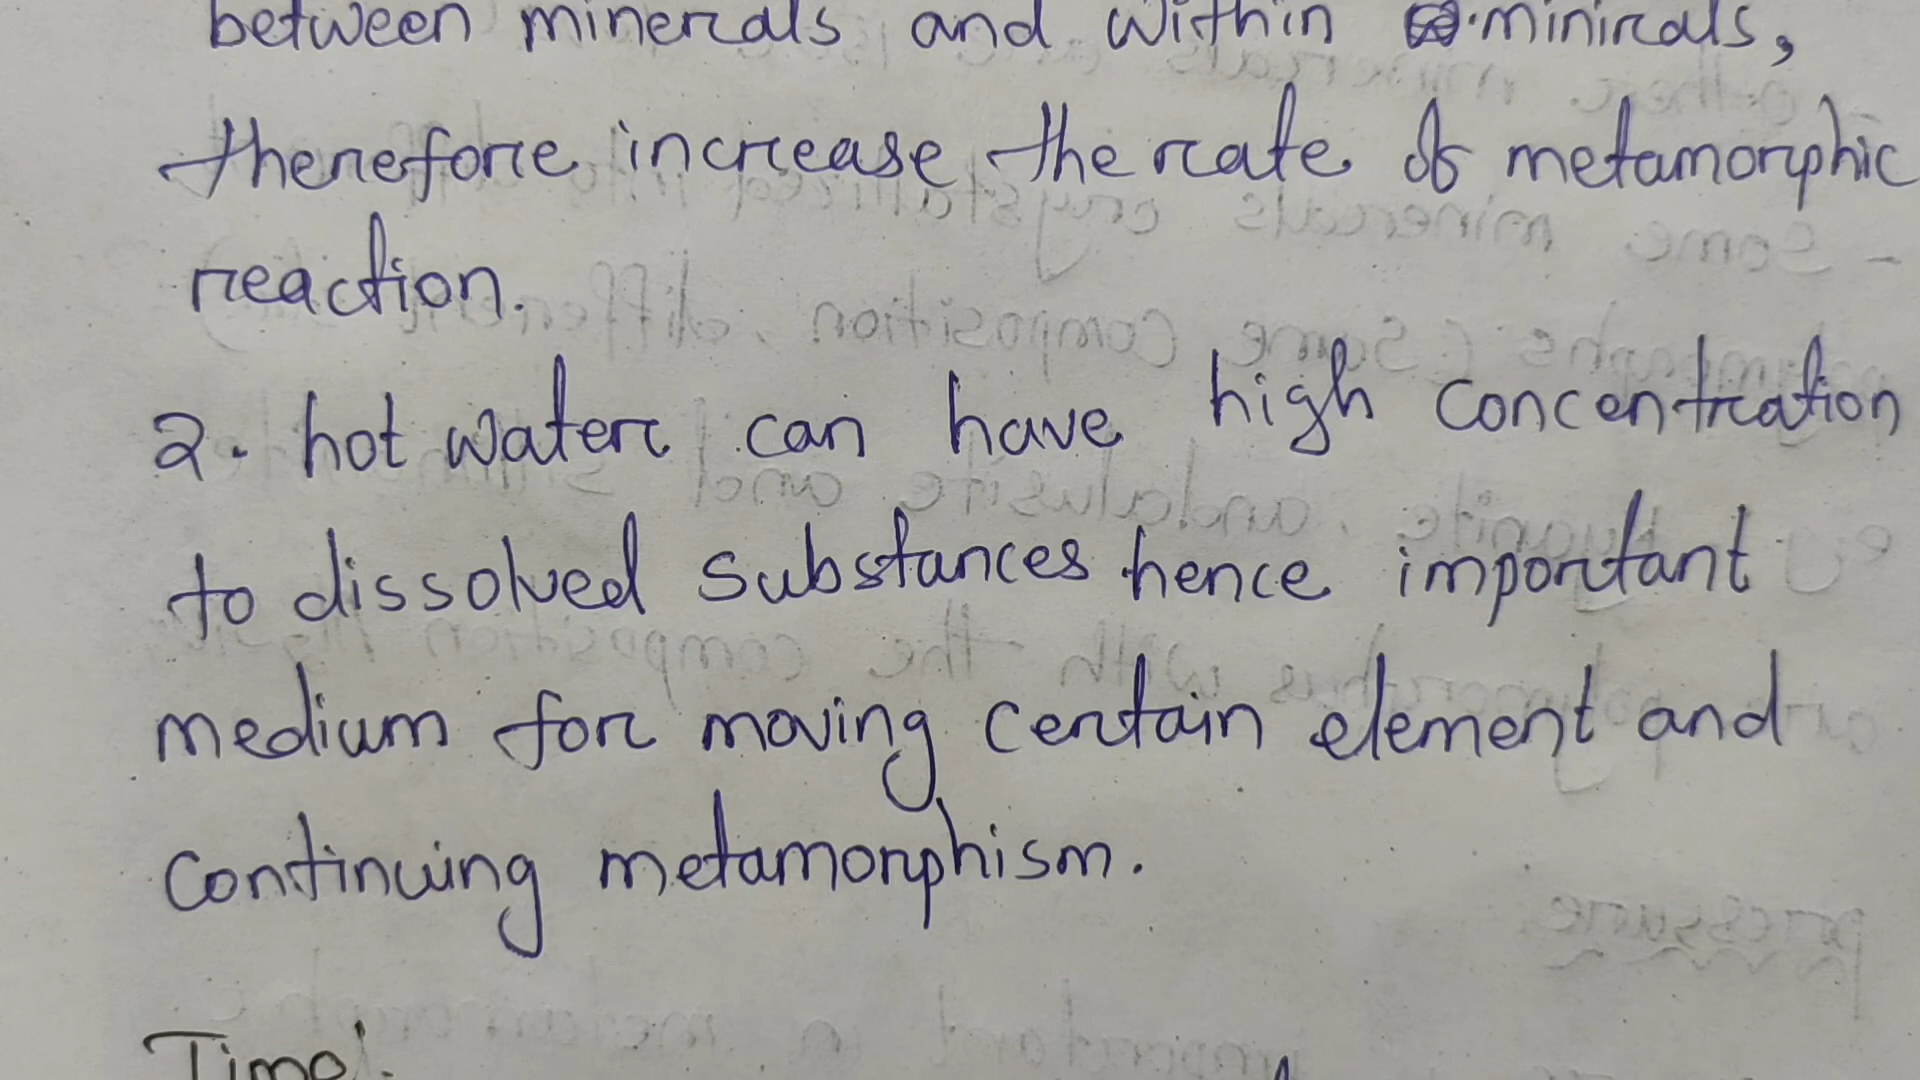 between minerals and within minirals,
therefore increase the rate of metamorphic
reaction.
2. hot water can have high concentration
to dissolved substances hence important
medium for moving certain element and
continuing metamorphism.
Time: